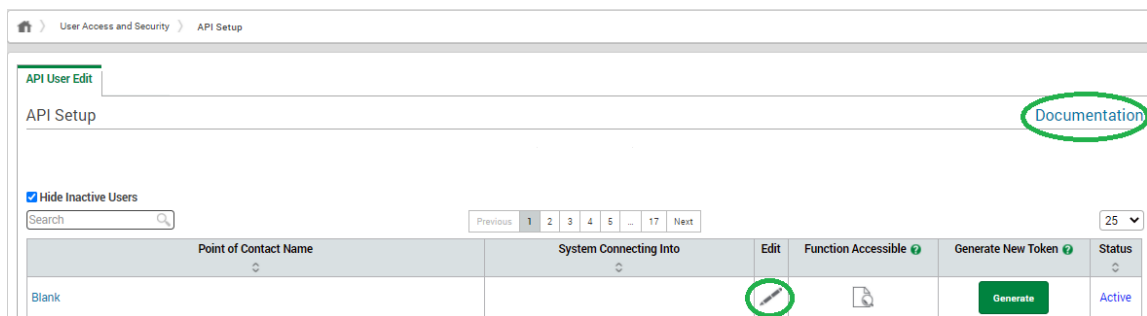 User Access and Security API Setup
API User Edit
API Setup Documentation
Hide Inactive Users
Search Previous 1 2 3 4 5 ... 17 Next 25
Point of Contact Name System Connecting Into Edit Function Accessible ? Generate New Token ? Status
Blank Generate Active